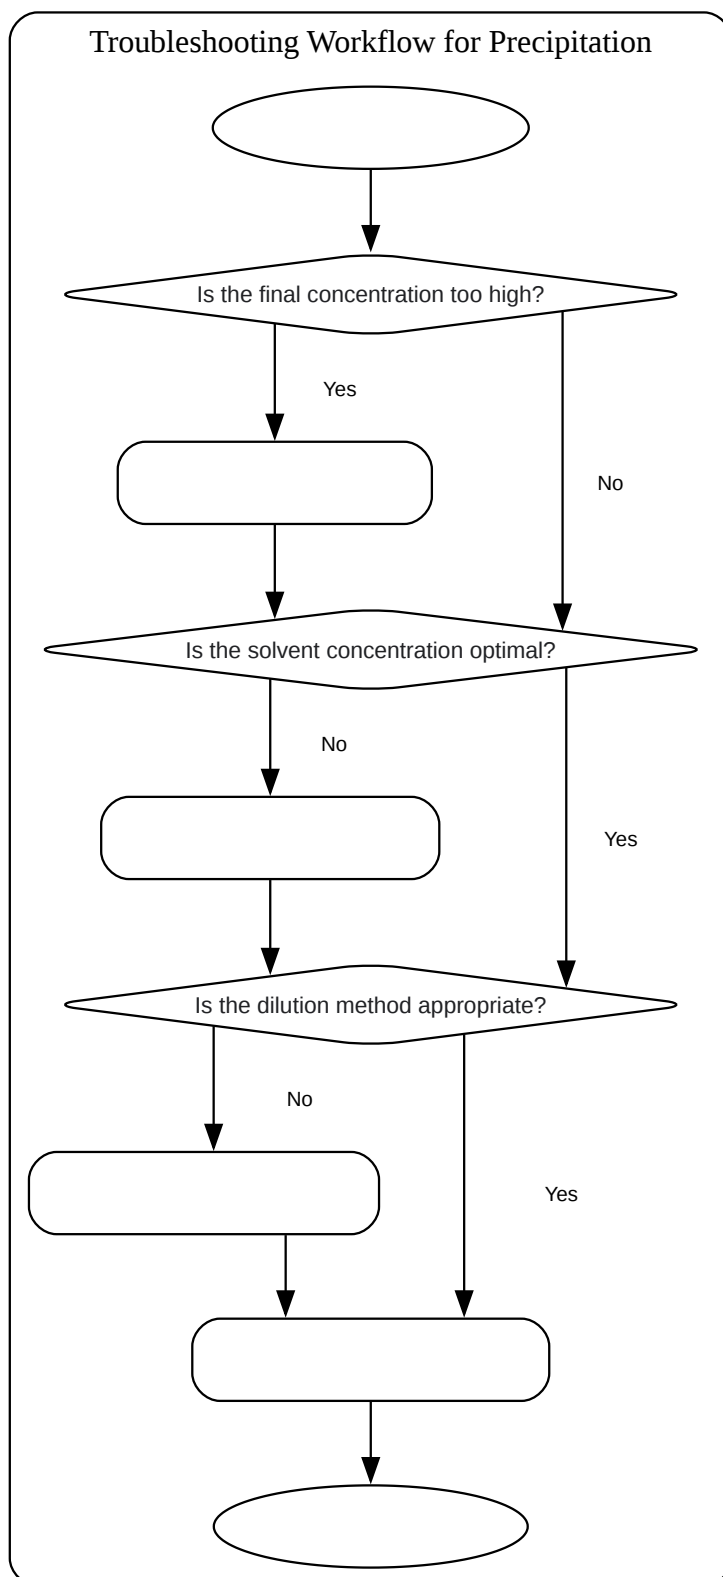 Troubleshooting Workflow for Precipitation
Is the final concentration too high?
Yes
No
Is the solvent concentration optimal?
No
Yes
Is the dilution method appropriate?
No
Yes